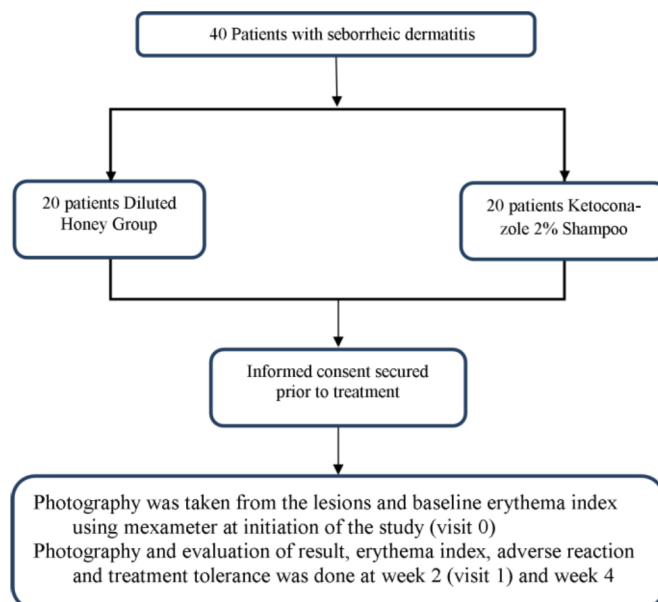 40 Patients with seborrheic dermatitis
20 patients Diluted
Honey Group
20 patients Ketocona-
zole 2% Shampoo
Informed consent secured
prior to treatment
Photography was taken from the lesions and baseline erythema index
using mexameter at initiation of the study (visit 0)
Photography and evaluation of result, erythema index, adverse reaction
and treatment tolerance was done at week 2 (visit 1) and week 4